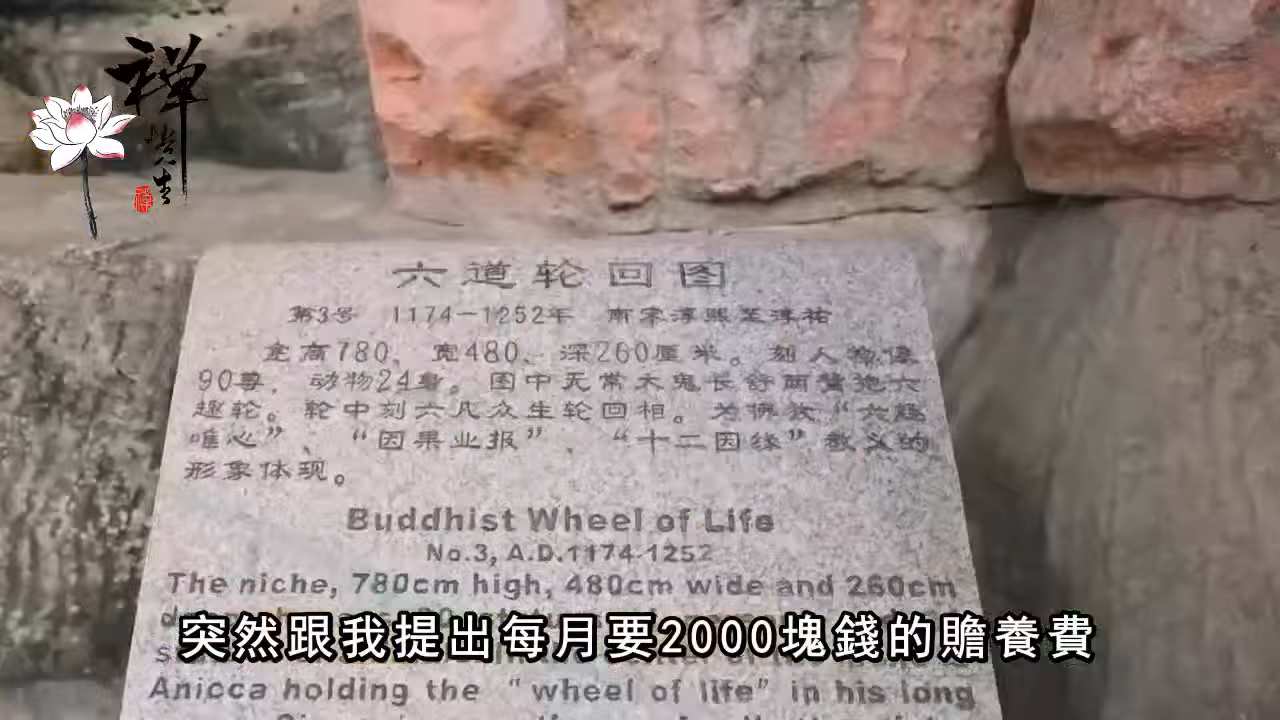 禅
六道轮回图
第3号 1174-1252年 南宋淳熙至淳祐
龛高780、宽480、深260厘米。刻人物像
90尊,动物24身。图中无常大鬼长舒两臂抱六
趣轮。轮中刻六凡众生轮回相。为佛教“六趣
唯心”、“因果业报”、“十二因缘”教义的
形象体现。
Buddhist Wheel of Life
No.3, A.D.1174-1252
The niche, 780cm high, 480cm wide and 260cm
突然跟我提出每月要2000塊錢的贍養費
Anicca holding the “wheel of life” in his long